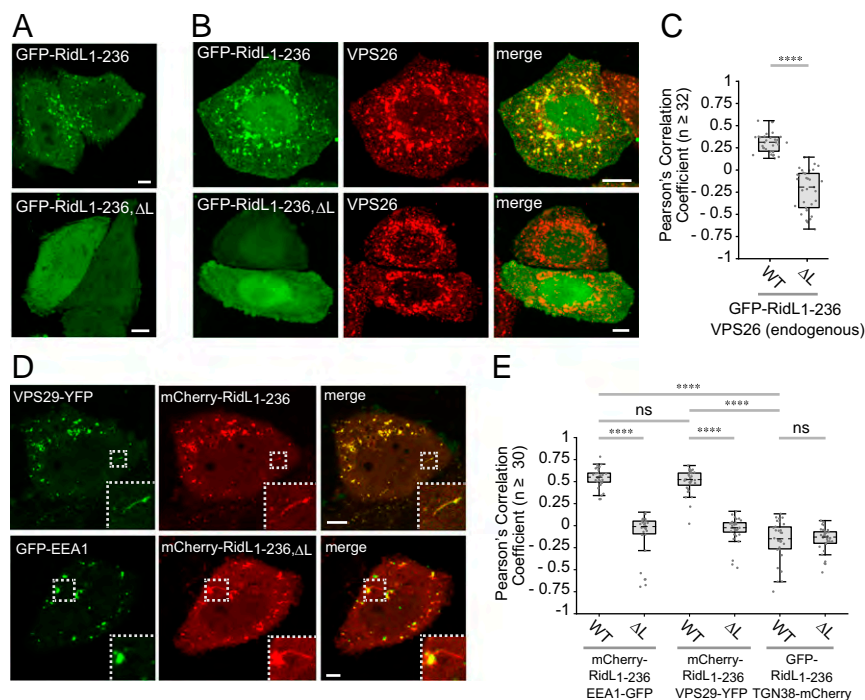 A
GFP-RidL1-236
GFP-RidL1-236,ΔL
B
GFP-RidL1-236 VPS26 merge
GFP-RidL1-236,ΔL VPS26 merge
C
****
Pearson's Correlation
Coefficient (n ≥ 32)
1
0.75
0.5
0.25
0
- 0.25
- 0.5
- 0.75
-1
WT ΔL
GFP-RidL1-236
VPS26 (endogenous)
D
VPS29-YFP mCherry-RidL1-236 merge
GFP-EEA1 mCherry-RidL1-236,ΔL merge
E
****
ns ****
**** **** ns
Pearson's Correlation
Coefficient (n ≥ 30)
1
0.75
0.5
0.25
0
-0.25
-0.5
-0.75
-1
WT ΔL WT ΔL WT ΔL
mCherry- mCherry- GFP-
RidL1-236 RidL1-236 RidL1-236
EEA1-GFP VPS29-YFP TGN38-mCherry